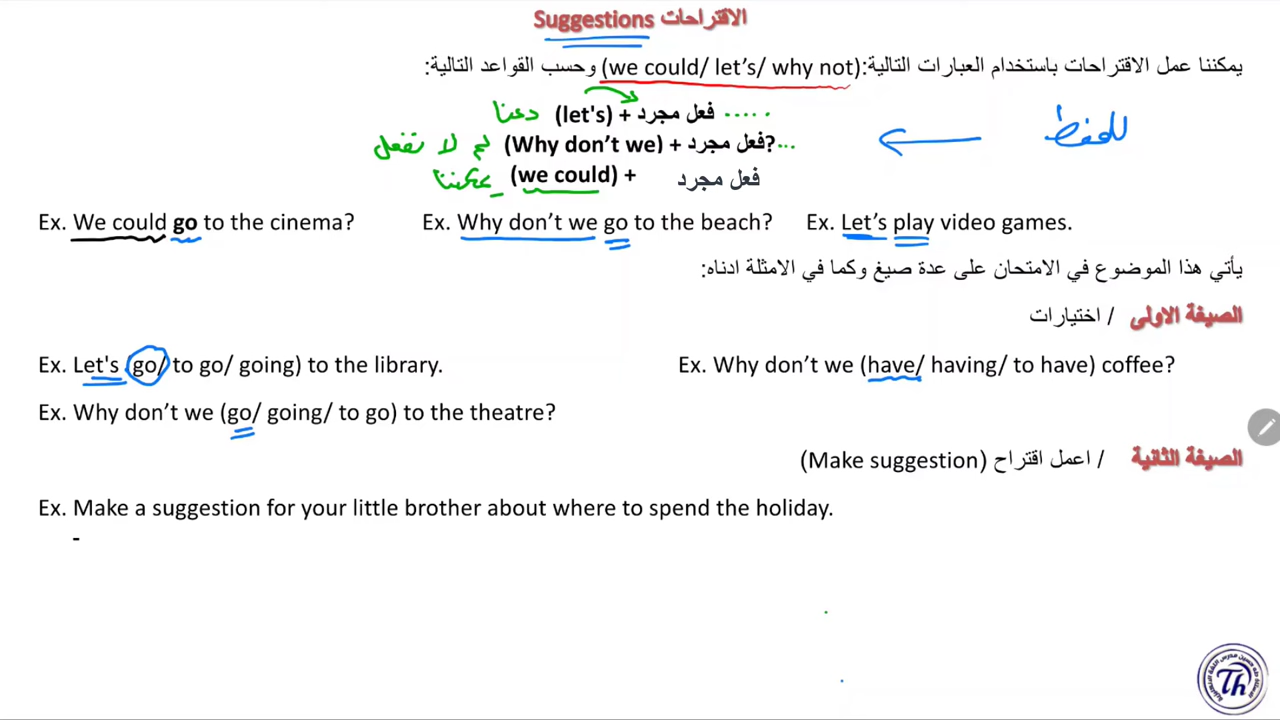 الاقتراحات Suggestions
يمكننا عمل الاقتراحات باستخدام العبارات التالية:(we could/ let's/ why not) وحسب القواعد التالية:
دعنا (let's) + فعل مجرد .....
لم لا نفعل (Why don't we) + فعل مجرد?...
يمكننا (we could) + فعل مجرد
للحفظ
Ex. We could go to the cinema? Ex. Why don't we go to the beach? Ex. Let's play video games.
يأتي هذا الموضوع في الامتحان على عدة صيغ وكما في الامثلة ادناه:
الصيغة الاولى / اختيارات
Ex. Let's (go/ to go/ going) to the library. Ex. Why don't we (have/ having/ to have) coffee?
Ex. Why don't we (go/ going/ to go) to the theatre?
الصيغة الثانية / اعمل اقتراح (Make suggestion)
Ex. Make a suggestion for your little brother about where to spend the holiday.
-
Th